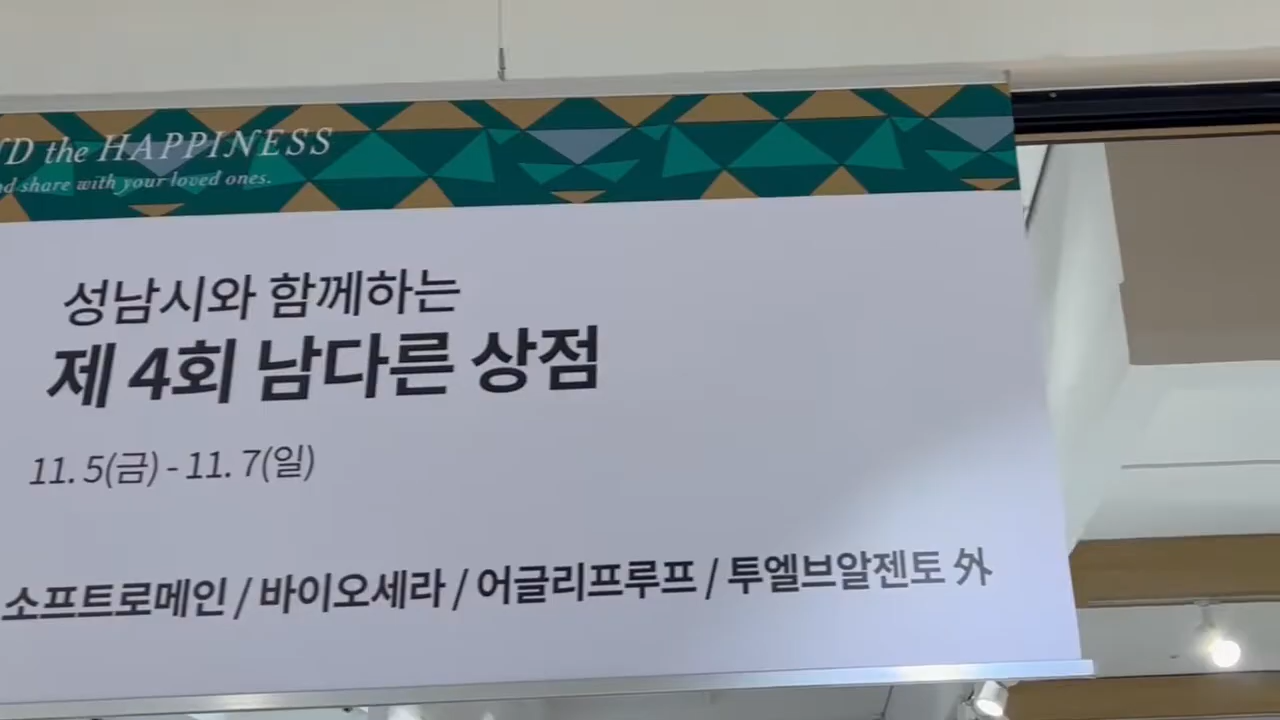 the HAPPINESS
share with your loved ones.
성남시와 함께하는
제 4회 남다른 상점
11. 5(금) - 11. 7(일)
소프트로메인 / 바이오세라 / 어글리프루프 / 투엘브알젠토 外